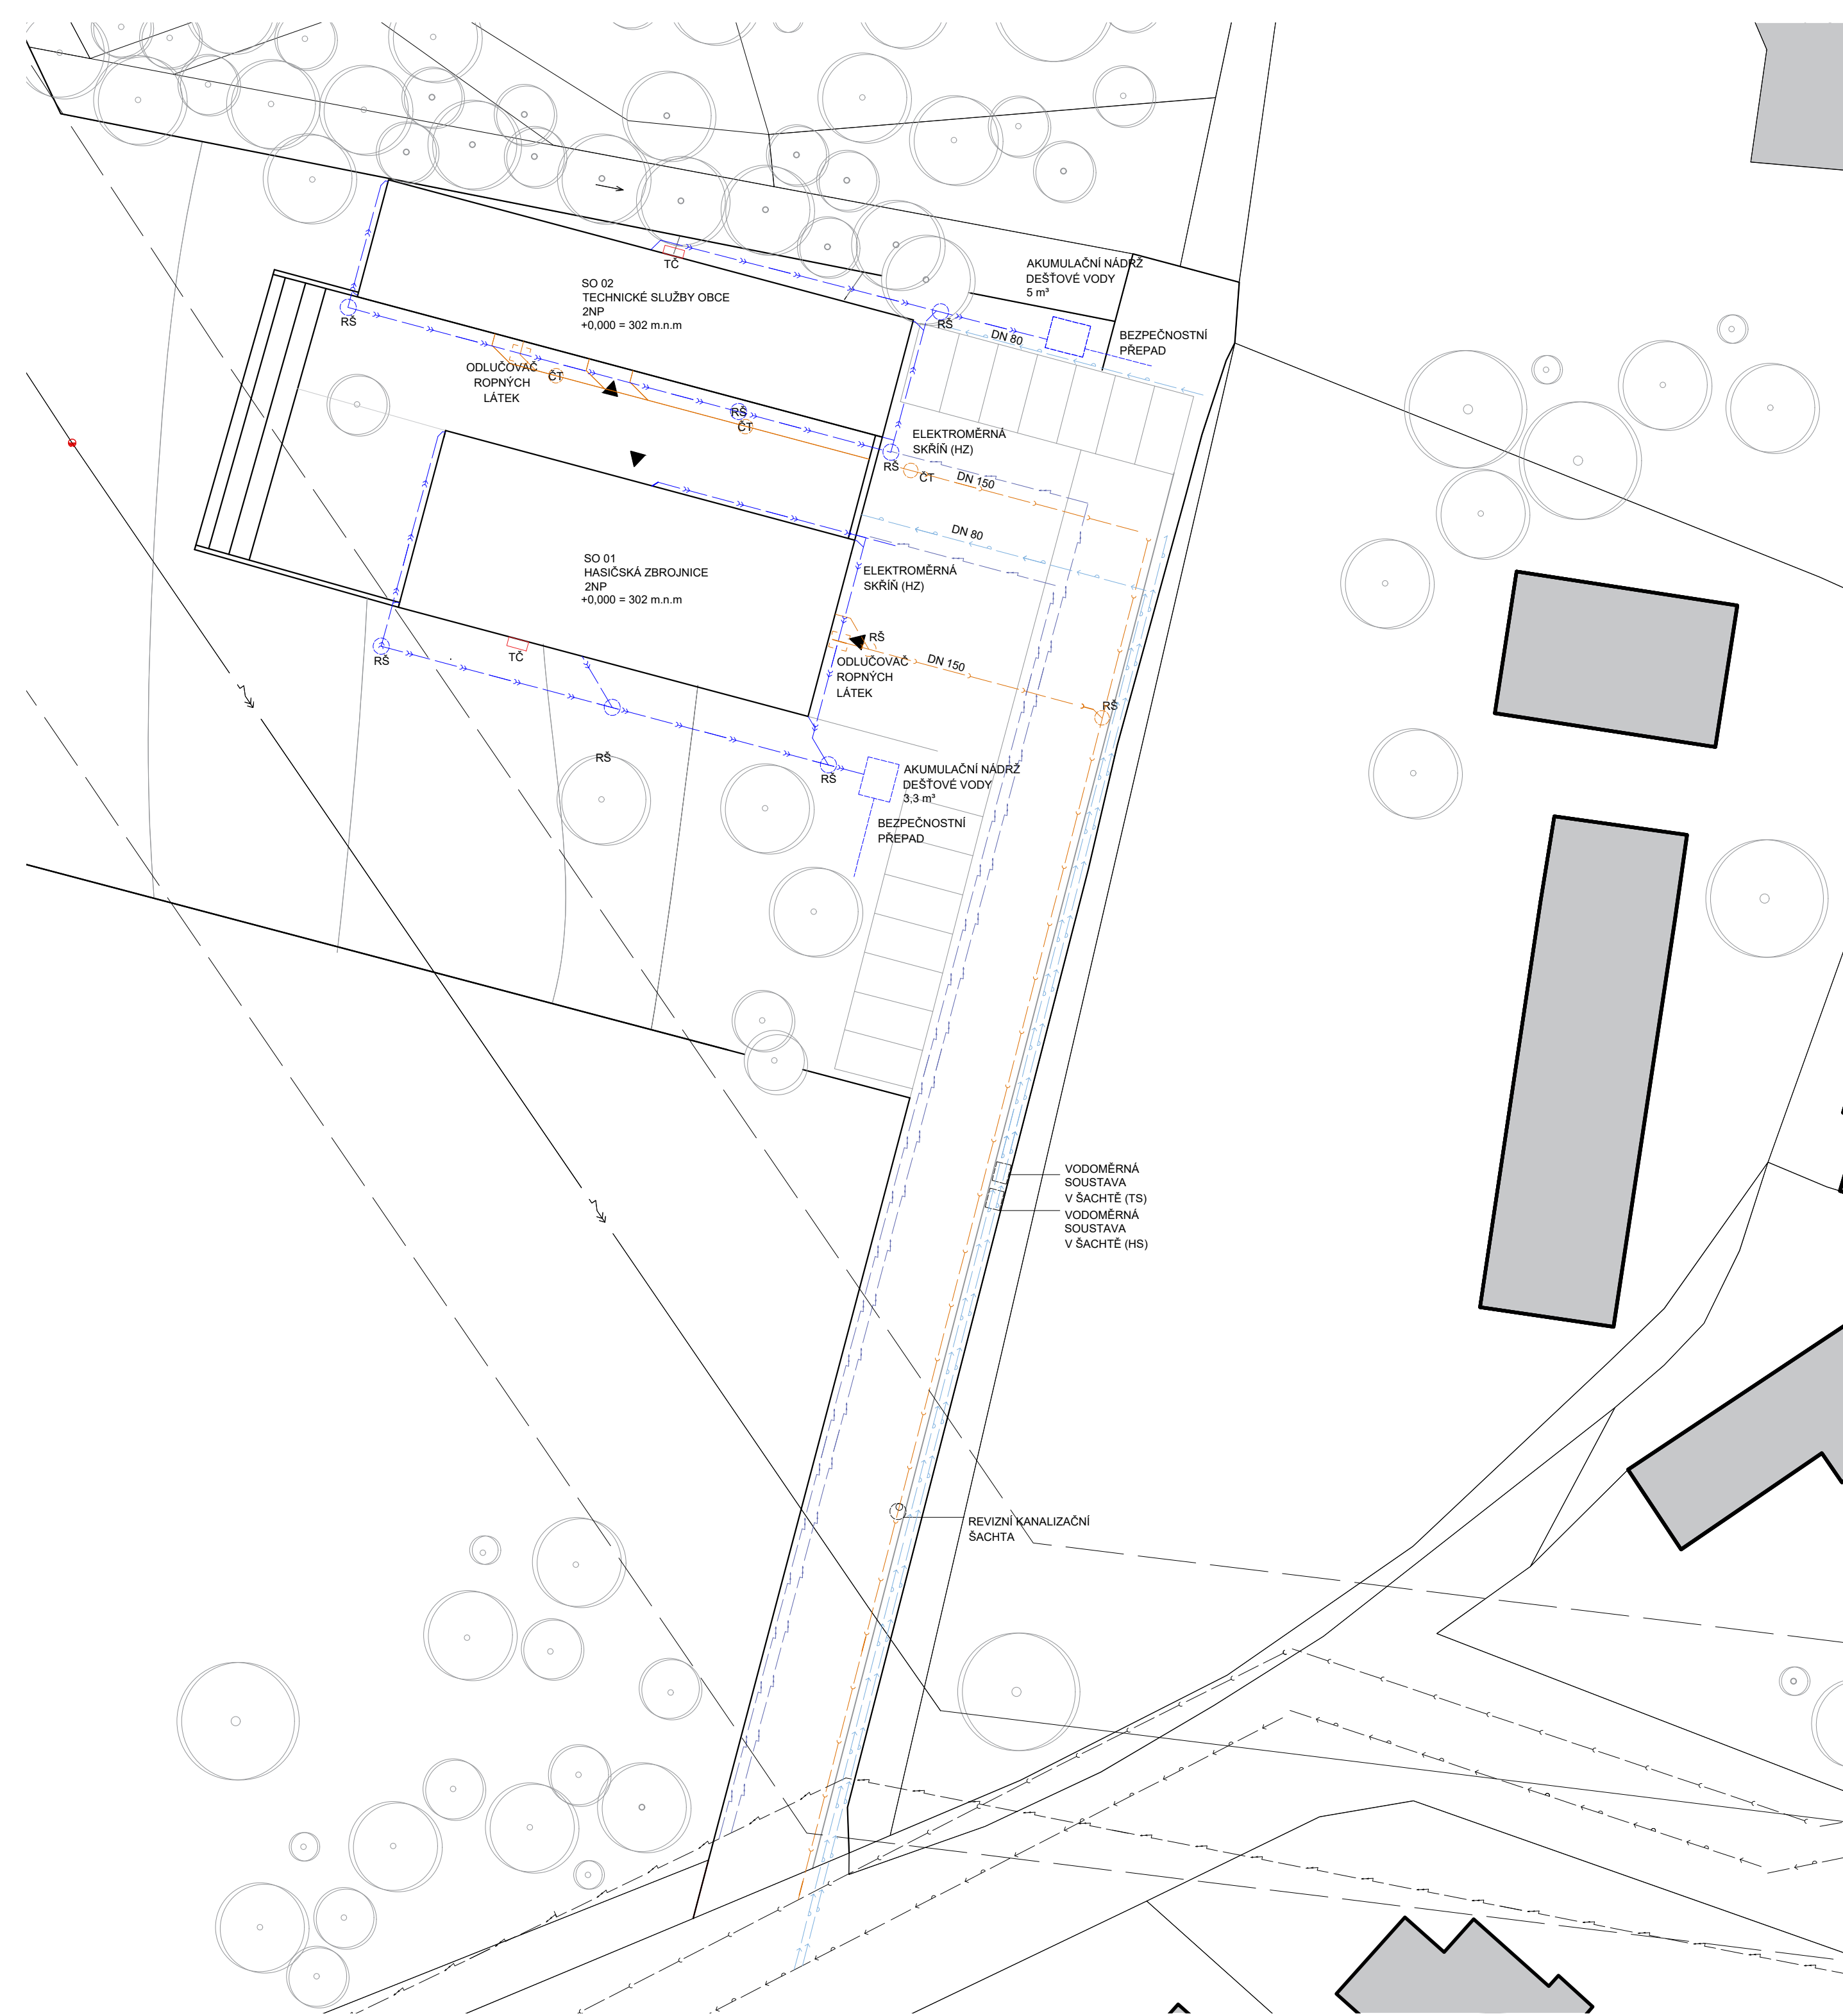 AKUMULAČNÍ NÁDRŽ
DEŠŤOVÉ VODY
5 m³
TČ
SO 02
TECHNICKÉ SLUŽBY OBCE
2NP
+0,000 = 302 m.n.m
RŠ
RŠ
DN 80
BEZPEČNOSTNÍ
PŘEPAD
ODLUČOVAČ
ROPNÝCH
LÁTEK
ČT
RŠ
ČT
ELEKTROMĚRNÁ
SKŘÍŇ (HZ)
RŠ
ČT
DN 150
DN 80
SO 01
HASIČSKÁ ZBROJNICE
2NP
+0,000 = 302 m.n.m
ELEKTROMĚRNÁ
SKŘÍŇ (HZ)
RŠ
TČ
RŠ
ODLUČOVAČ
ROPNÝCH
LÁTEK
DN 150
RŠ
RŠ
RŠ
AKUMULAČNÍ NÁDRŽ
DEŠŤOVÉ VODY
3,3 m³
BEZPEČNOSTNÍ
PŘEPAD
VODOMĚRNÁ
SOUSTAVA
V ŠACHTĚ (TS)
VODOMĚRNÁ
SOUSTAVA
V ŠACHTĚ (HS)
REVIZNÍ KANALIZAČNÍ
ŠACHTA